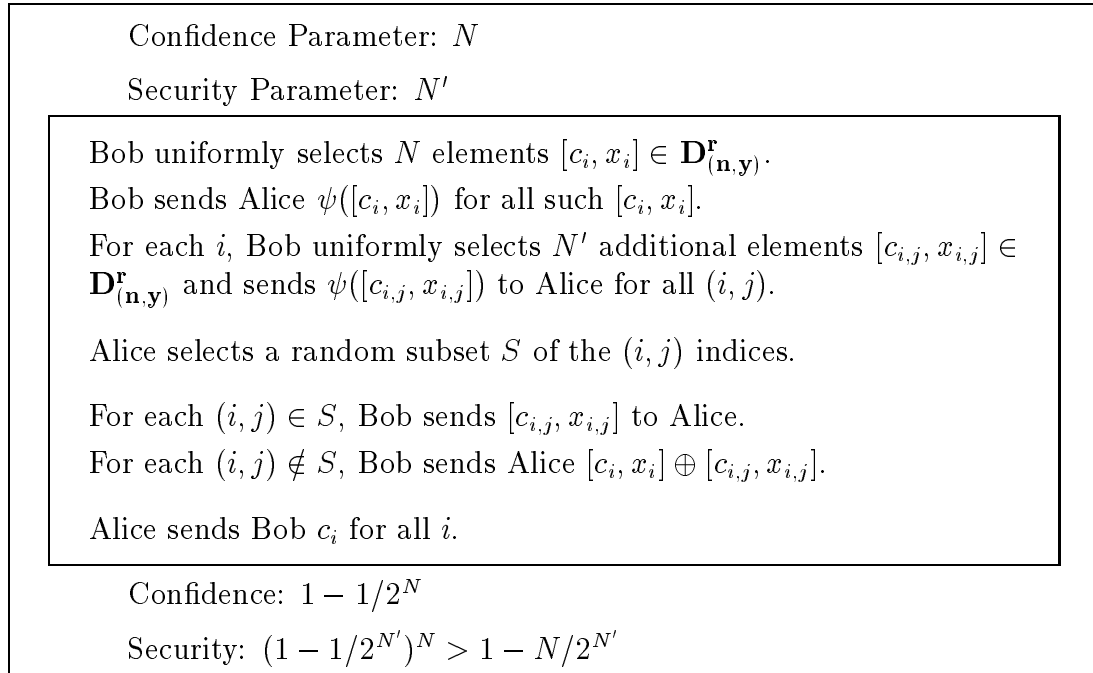 Confidence Parameter: N
Security Parameter: N′
Bob uniformly selects N elements [c_i, x_i] ∈ D^r_(n,y).
Bob sends Alice ψ([c_i, x_i]) for all such [c_i, x_i].
For each i, Bob uniformly selects N′ additional elements [c_{i,j}, x_{i,j}] ∈
D^r_(n,y) and sends ψ([c_{i,j}, x_{i,j}]) to Alice for all (i, j).
Alice selects a random subset S of the (i, j) indices.
For each (i, j) ∈ S, Bob sends [c_{i,j}, x_{i,j}] to Alice.
For each (i, j) ∉ S, Bob sends Alice [c_i, x_i] ⊕ [c_{i,j}, x_{i,j}].
Alice sends Bob c_i for all i.
Confidence: 1 − 1/2^N
Security: (1 − 1/2^{N′})^N > 1 − N/2^{N′}